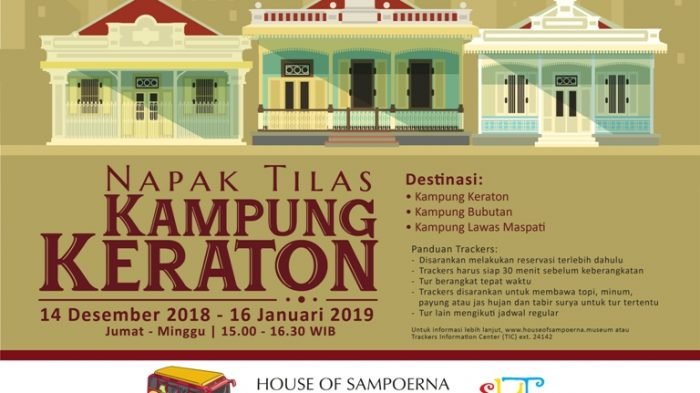 NAPAK TILAS
KAMPUNG
KERATON
14 Desember 2018 - 16 Januari 2019
Jumat - Minggu | 15.00 - 16.30 WIB
Destinasi:
• Kampung Keraton
• Kampung Bubutan
• Kampung Lawas Maspati
Panduan Trackers:
- Disarankan melakukan reservasi terlebih dahulu
- Trackers harus siap 30 menit sebelum keberangkatan
- Tur berangkat tepat waktu
- Trackers disarankan untuk membawa topi, minum,
payung atau jas hujan dan tabir surya untuk tur tertentu
- Tur lain mengikuti jadwal regular
Untuk Informasi lebih lanjut, www.houseofsampoerna.museum atau
Trackers Information Center (TIC) ext. 24142
HOUSE OF SAMPOERNA